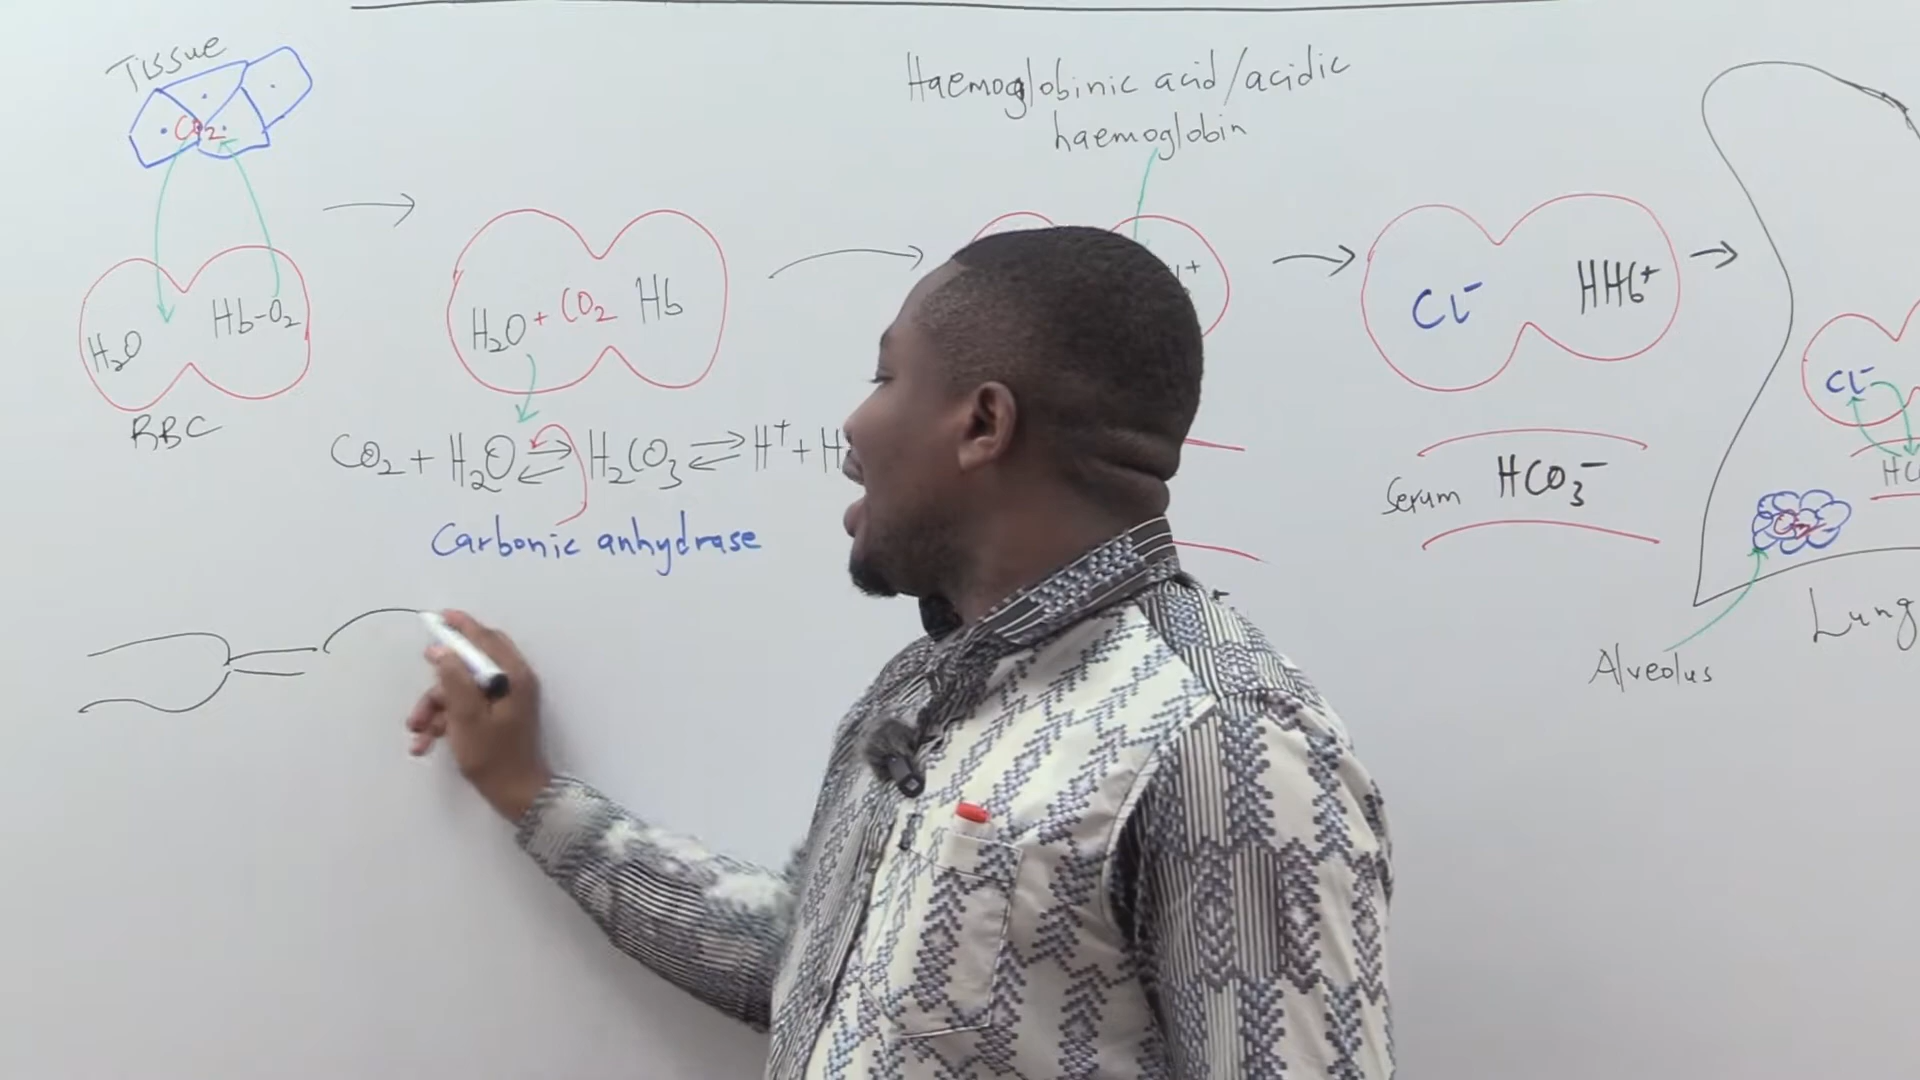 Tissue
CO2
H2O
Hb-O2
RBC
H2O + CO2 Hb
CO2 + H2O ⇌ H2CO3 ⇌ H+ + H
Carbonic anhydrase
Haemoglobinic acid/acidic
haemoglobin
+
Cl- HHb+
Serum HCO3-
Cl-
HC
Alveolus
Lung